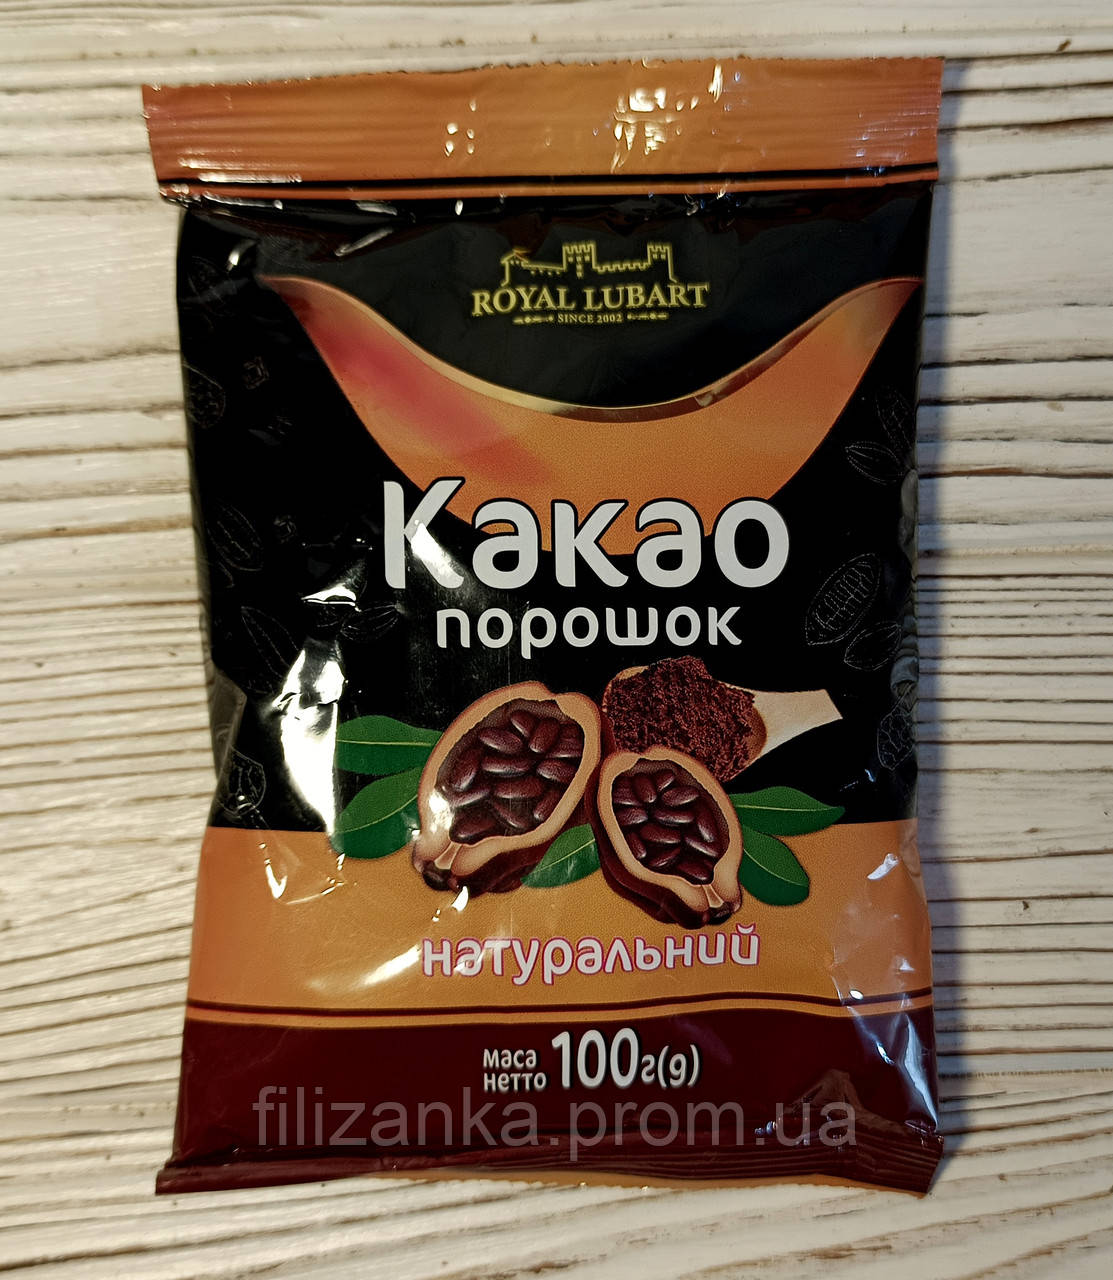 ROYAL LUBART
SINCE 2002
Какао
порошок
натуральний
маса
нетто 100г(g)
filizanka.prom.ua